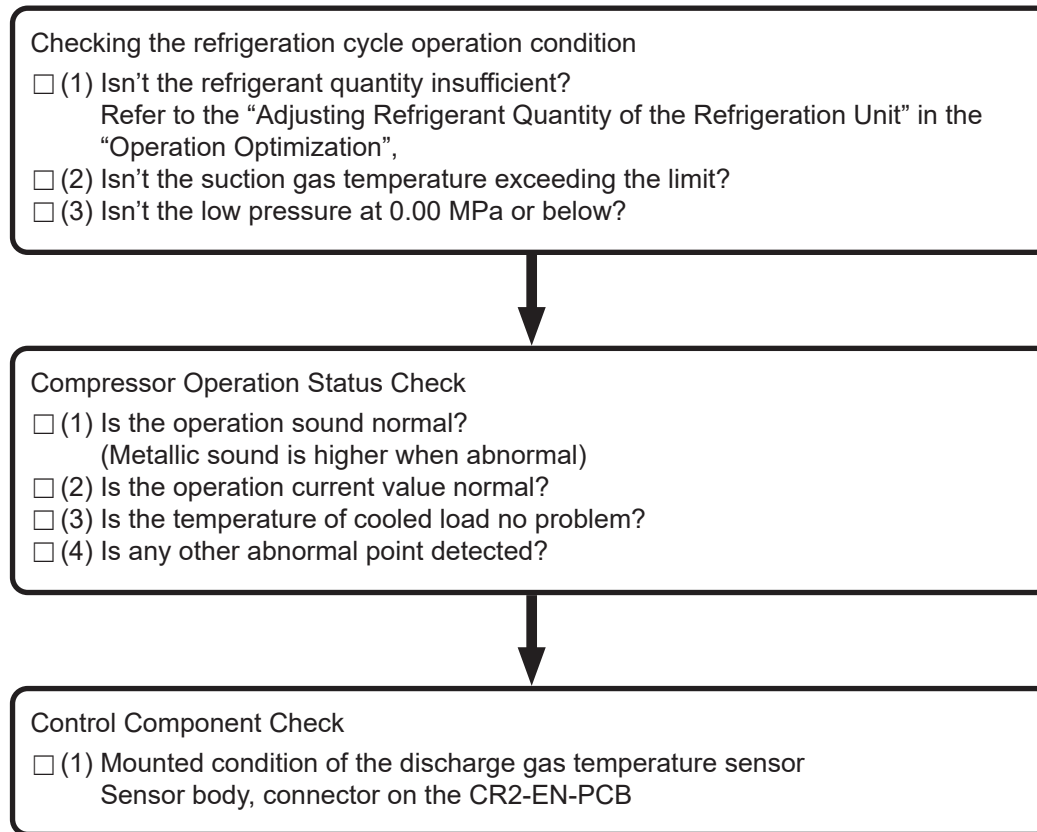 Checking the refrigeration cycle operation condition
□ (1) Isn’t the refrigerant quantity insufficient?
Refer to the “Adjusting Refrigerant Quantity of the Refrigeration Unit” in the
“Operation Optimization”,
□ (2) Isn’t the suction gas temperature exceeding the limit?
□ (3) Isn’t the low pressure at 0.00 MPa or below?
Compressor Operation Status Check
□ (1) Is the operation sound normal?
(Metallic sound is higher when abnormal)
□ (2) Is the operation current value normal?
□ (3) Is the temperature of cooled load no problem?
□ (4) Is any other abnormal point detected?
Control Component Check
□ (1) Mounted condition of the discharge gas temperature sensor
Sensor body, connector on the CR2-EN-PCB